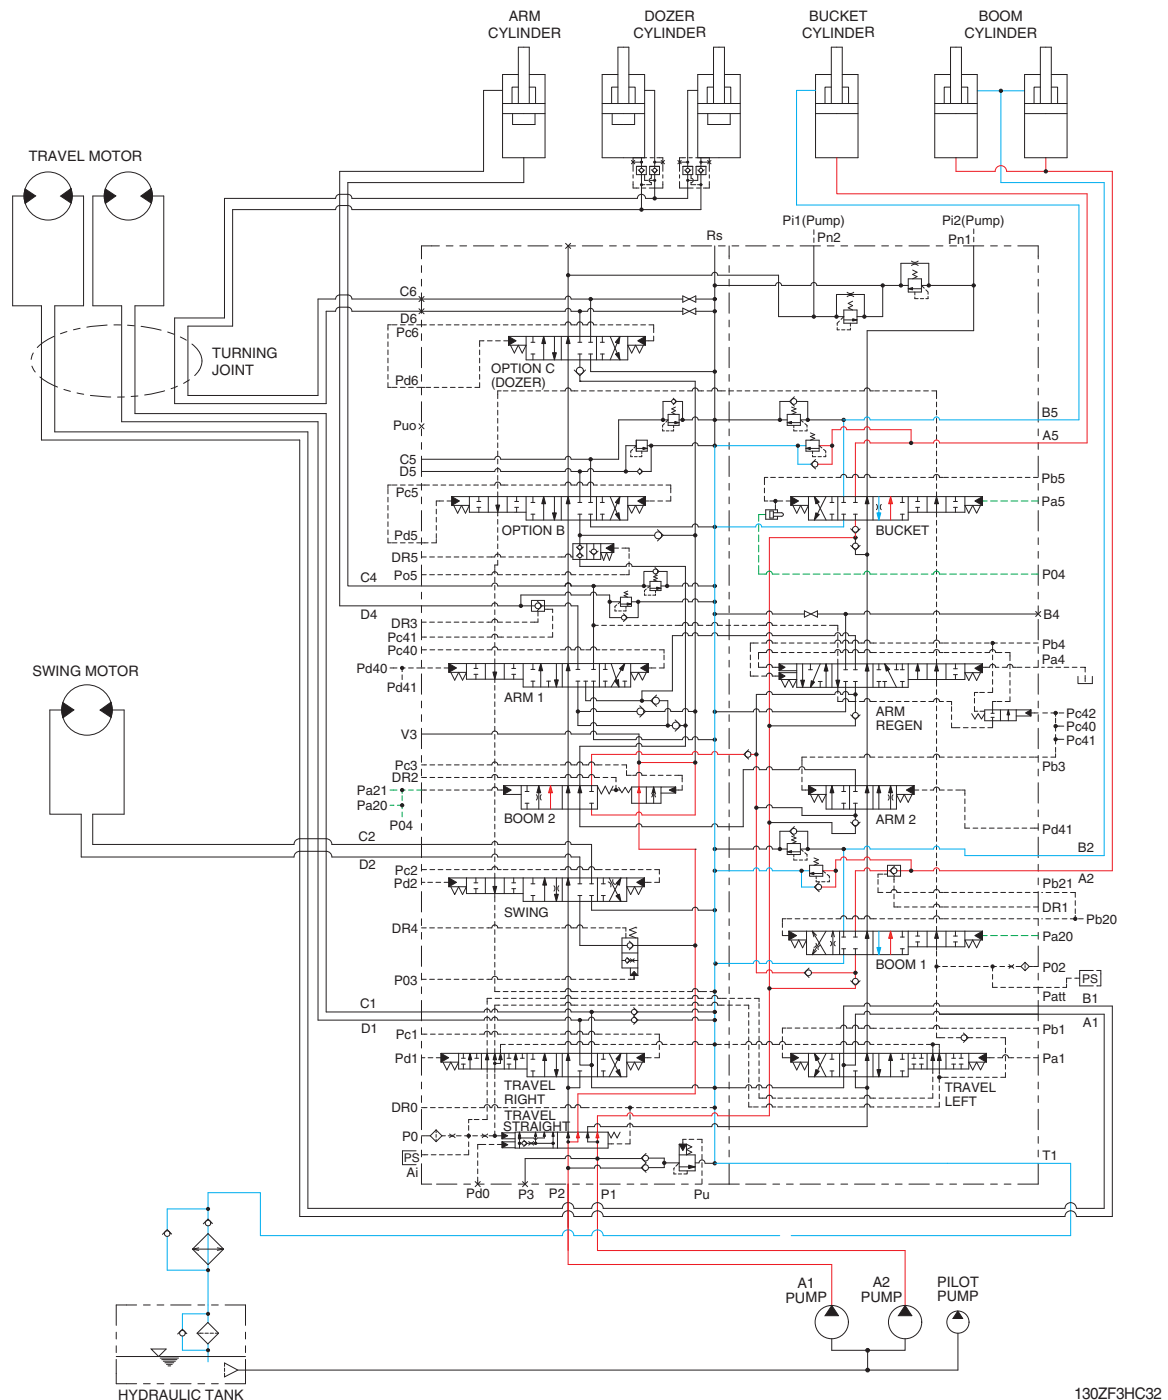 ARM
CYLINDER
DOZER
CYLINDER
BUCKET
CYLINDER
BOOM
CYLINDER
TRAVEL MOTOR
TURNING
JOINT
SWING MOTOR
Rs
Pi1(Pump)
Pn2
Pi2(Pump)
Pn1
C6
D6
Pc6
Pd6
OPTION C
(DOZER)
Puo
C5
D5
Pc5
Pd5
OPTION B
DR5
Po5
C4
D4
DR3
Pc41
Pc40
Pd40
Pd41
ARM 1
V3
Pc3
DR2
Pa21
Pa20
P04
BOOM 2
C2
D2
Pc2
Pd2
SWING
DR4
P03
C1
D1
Pc1
Pd1
TRAVEL
RIGHT
DR0
TRAVEL
STRAIGHT
P0
PS
Ai
Pd0
P3
P2
P1
Pu
B5
A5
Pb5
Pa5
BUCKET
P04
B4
Pb4
Pa4
ARM
REGEN
Pc42
Pc40
Pc41
Pb3
ARM 2
Pd41
B2
A2
Pb21
DR1
Pb20
Pa20
BOOM 1
P02
PS
Patt
B1
A1
Pb1
Pa1
TRAVEL
LEFT
T1
A1
PUMP
A2
PUMP
PILOT
PUMP
HYDRAULIC TANK
130ZF3HC32